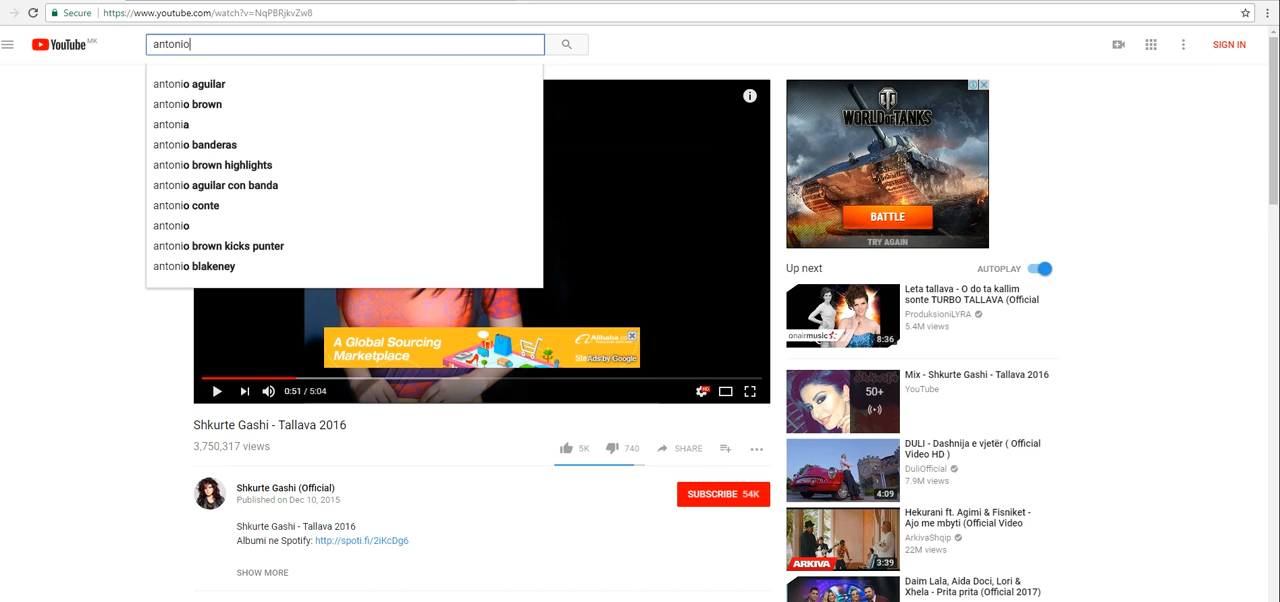 Secure https://www.youtube.com/watch?v=NqPBRjkvZw8
YouTube MK
antonio
SIGN IN
antonio aguilar
antonio brown
antonia
antonio banderas
antonio brown highlights
antonio aguilar con banda
antonio conte
antonio
antonio brown kicks punter
antonio blakeney
A Global Sourcing
Marketplace
Alibaba.com
Site Ads by Google
0:51 / 5:04
HD
Shkurte Gashi - Tallava 2016
3,750,317 views
5K
740
SHARE
Shkurte Gashi (Official)
Published on Dec 10, 2015
SUBSCRIBE 54K
Shkurte Gashi - Tallava 2016
Albumi ne Spotify: http://spoti.fi/2iKcDg6
SHOW MORE
WORLD OF TANKS
BATTLE
TRY AGAIN
Up next
AUTOPLAY
Leta tallava - O do ta kallim
sonte TURBO TALLAVA (Official
ProduksioniLYRA
5.4M views
onairmusic
8:36
Mix - Shkurte Gashi - Tallava 2016
YouTube
50+
DULI - Dashnija e vjetër ( Official
Video HD )
DuliOfficial
7.9M views
4:09
Hekurani ft. Agimi & Fisniket -
Ajo me mbyti (Official Video
ArkivaShqip
22M views
ARKIVA
3:39
Daim Lala, Aida Doci, Lori &
Xhela - Prita prita (Official 2017)